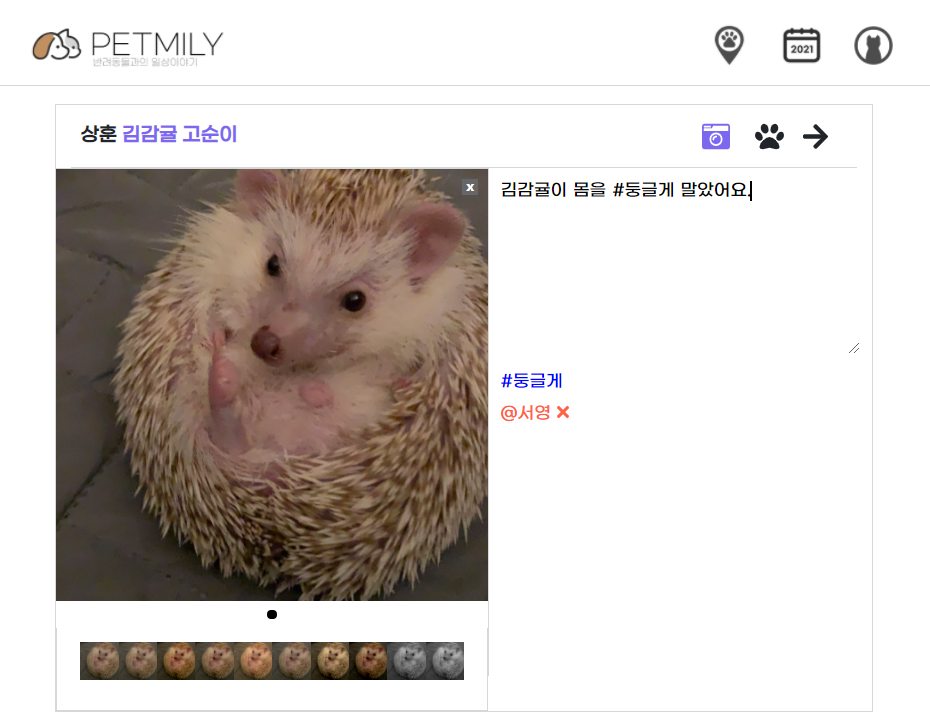 PETMILY
반려동물과의 일상이야기
2021
상훈 김감귤 고순이
x
김감귤이 몸을 #둥글게 말았어요.
#둥글게
@서영 ×